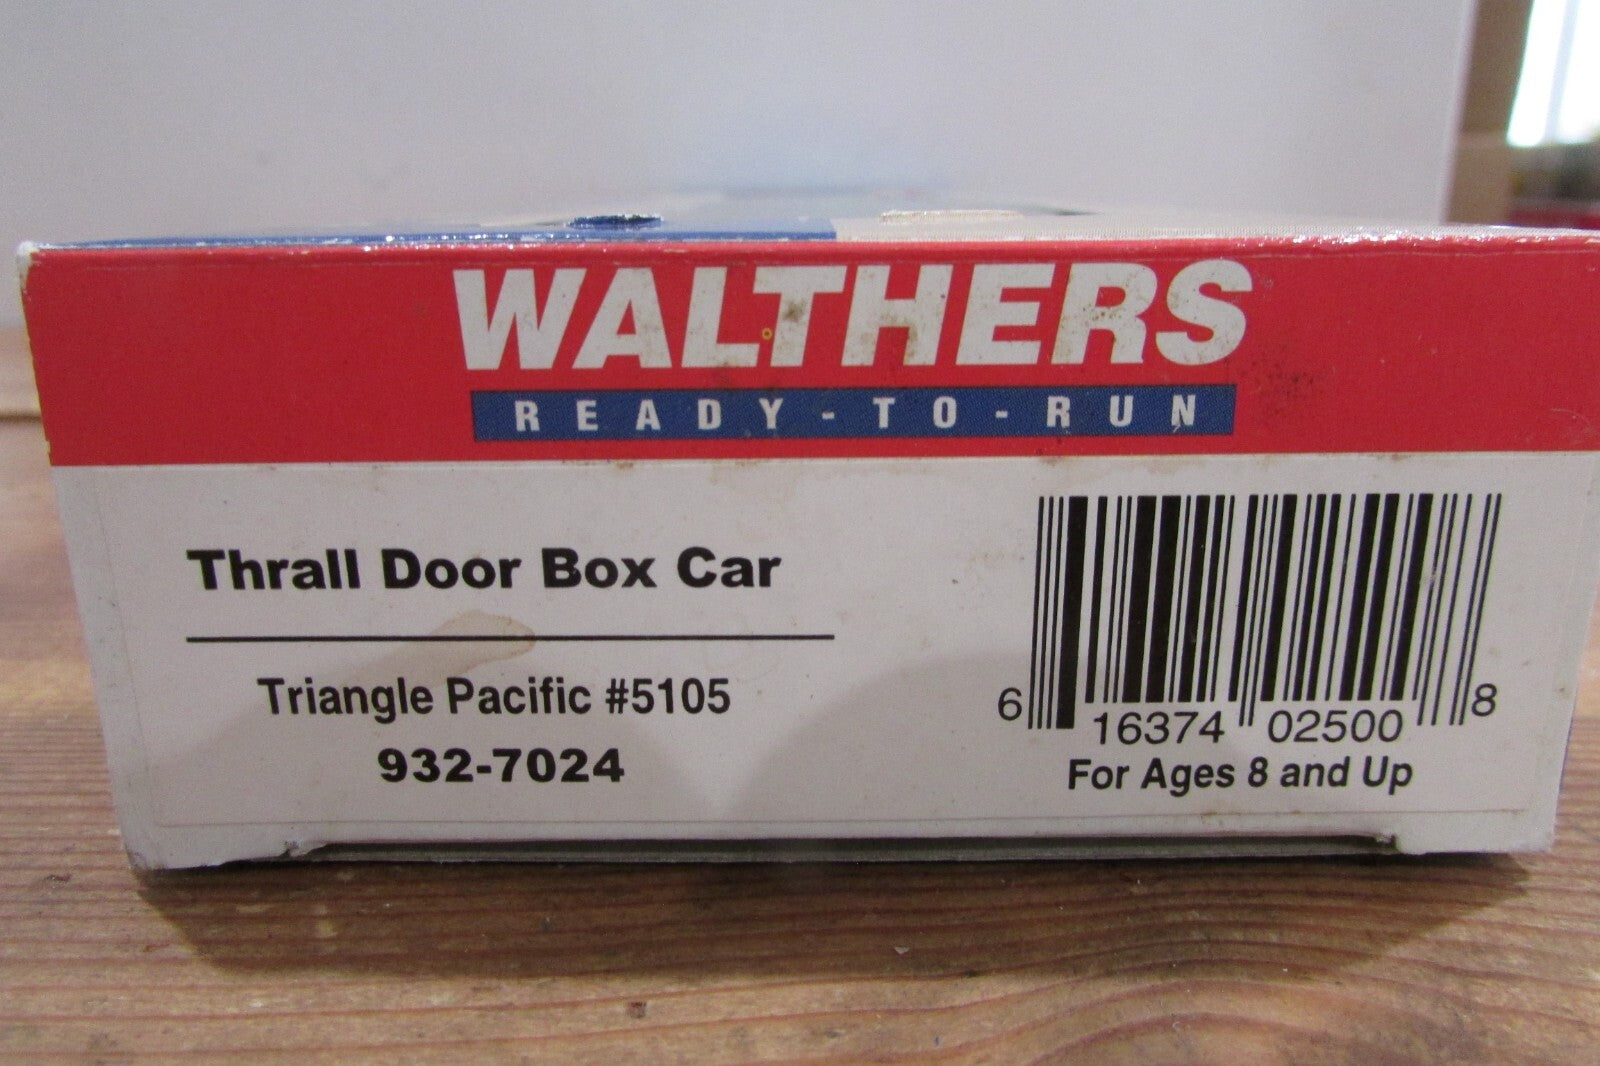 WALTHERS
READY-TO-RUN
Thrall Door Box Car
Triangle Pacific #5105
932-7024
6 16374 02500 8
For Ages 8 and Up